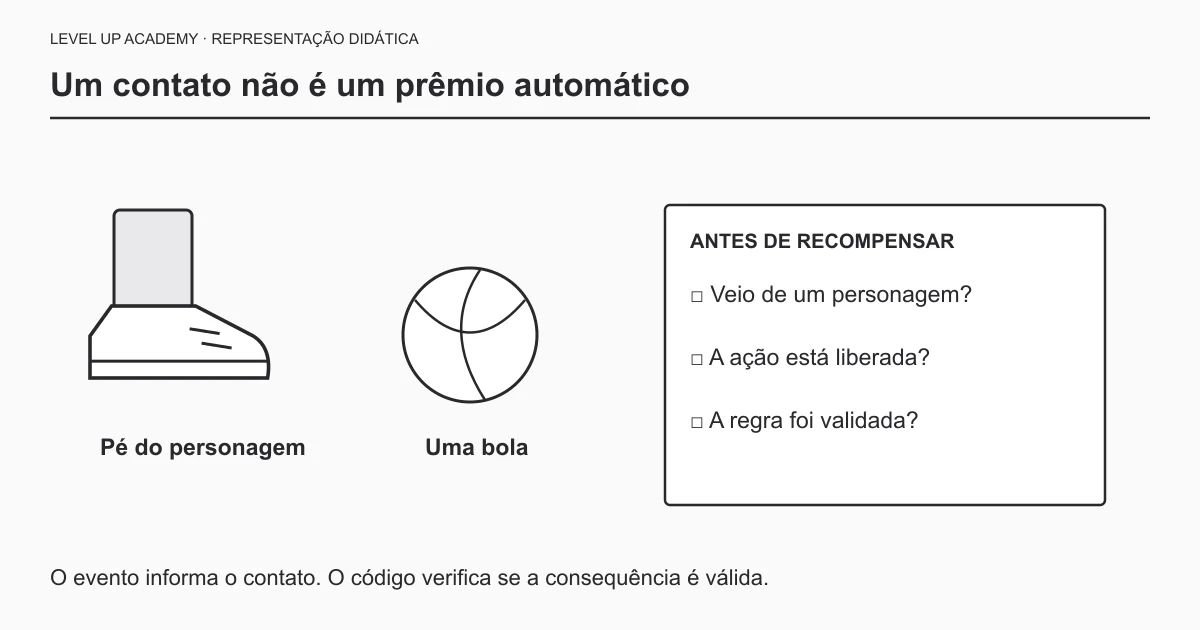 LEVEL UP ACADEMY · REPRESENTAÇÃO DIDÁTICA
Um contato não é um prêmio automático
ANTES DE RECOMPENSAR
□ Veio de um personagem?
□ A ação está liberada?
□ A regra foi validada?
Pé do personagem
Uma bola
O evento informa o contato. O código verifica se a consequência é válida.